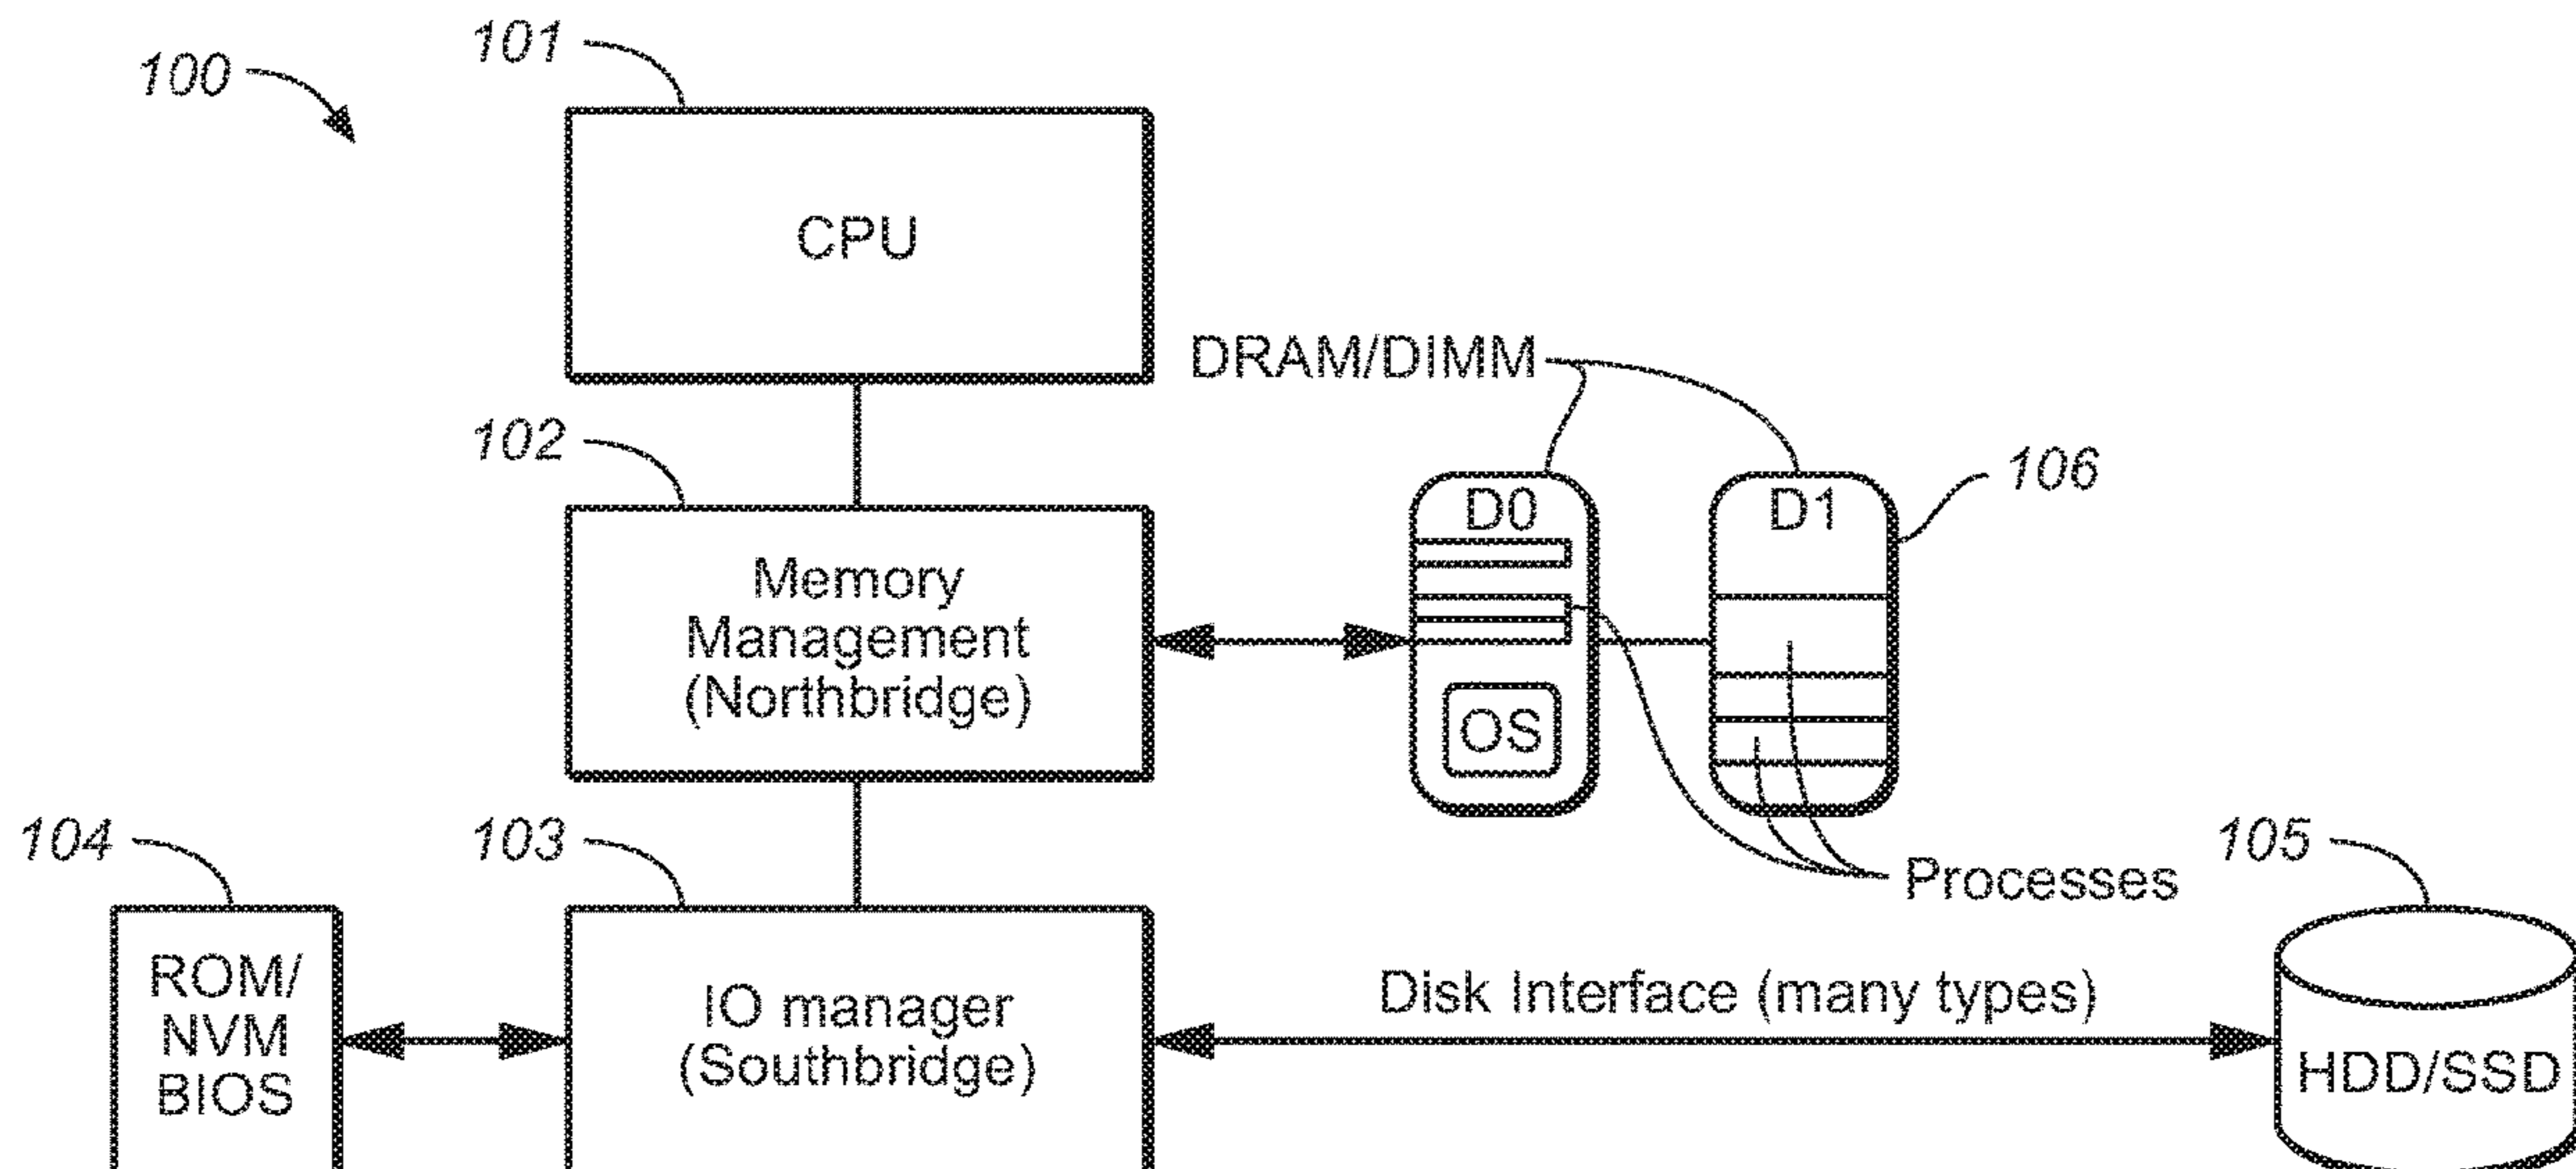 100
101
CPU
DRAM/DIMM
102
Memory
Management
(Northbridge)
D0
OS
D1
106
Processes
104
ROM/
NVM
BIOS
103
IO manager
(Southbridge)
Disk Interface (many types)
105
HDD/SSD